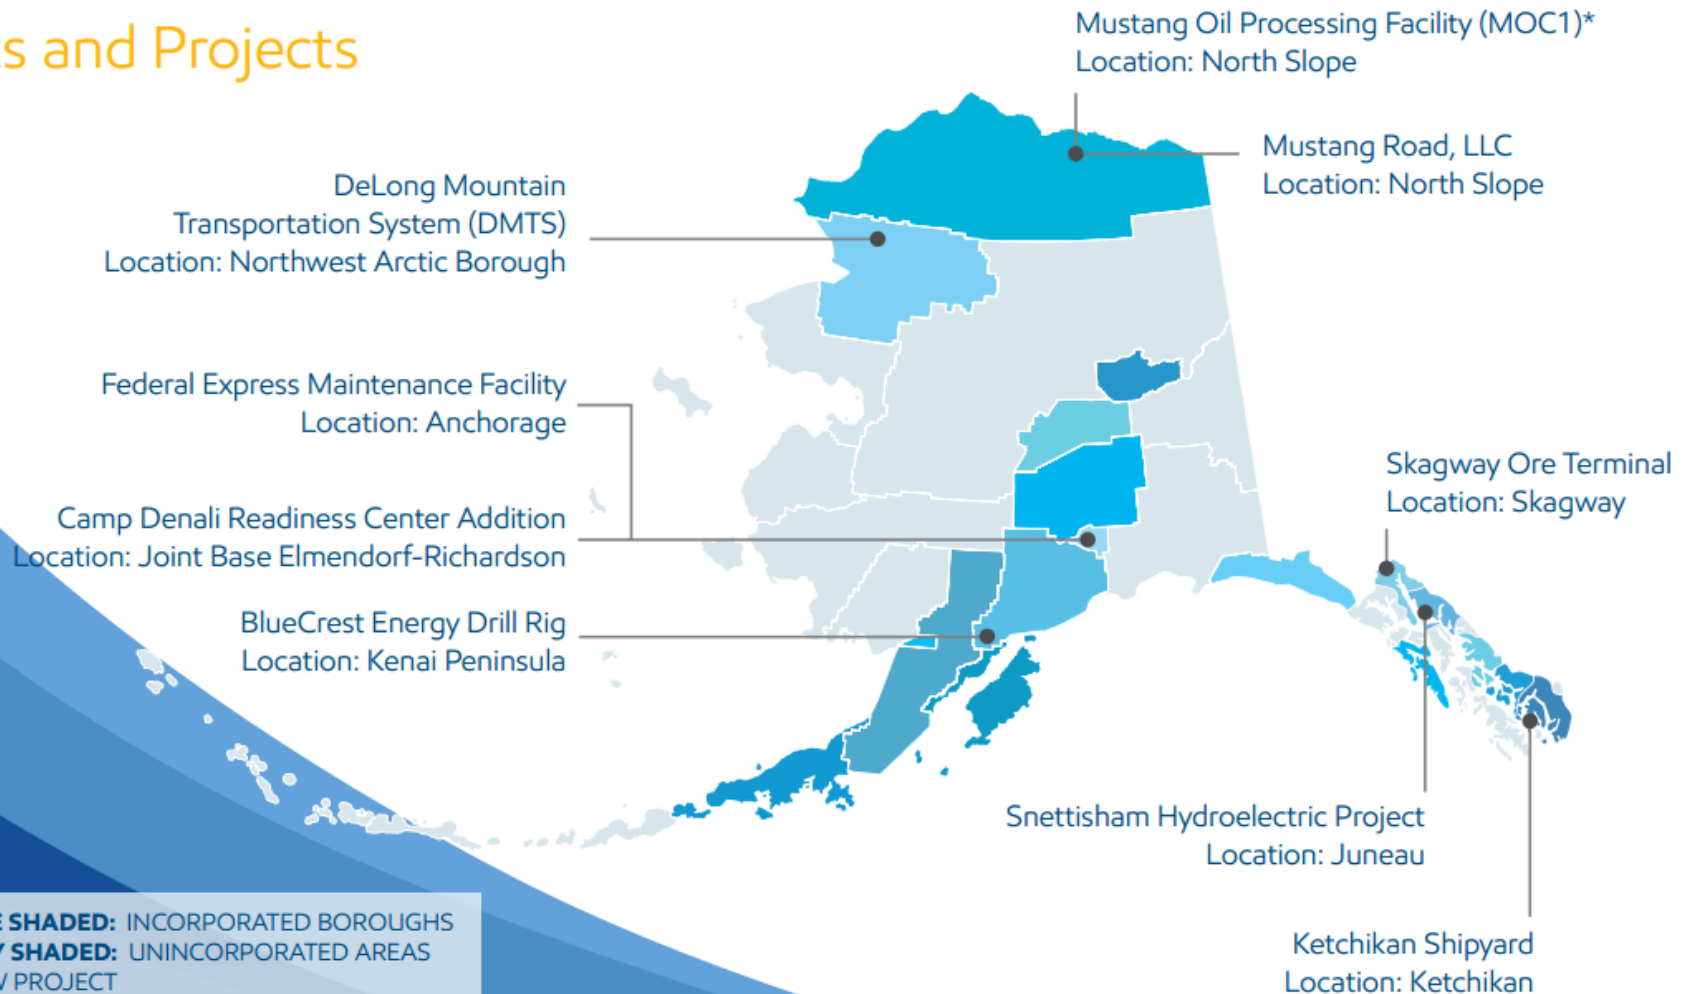 and Projects
Mustang Oil Processing Facility (MOC1)*
Location: North Slope
Mustang Road, LLC
Location: North Slope
DeLong Mountain
Transportation System (DMTS)
Location: Northwest Arctic Borough
Federal Express Maintenance Facility
Location: Anchorage
Camp Denali Readiness Center Addition
Location: Joint Base Elmendorf-Richardson
BlueCrest Energy Drill Rig
Location: Kenai Peninsula
Skagway Ore Terminal
Location: Skagway
Snettisham Hydroelectric Project
Location: Juneau
Ketchikan Shipyard
Location: Ketchikan
SHADED: INCORPORATED BOROUGHS
SHADED: UNINCORPORATED AREAS
PROJECT